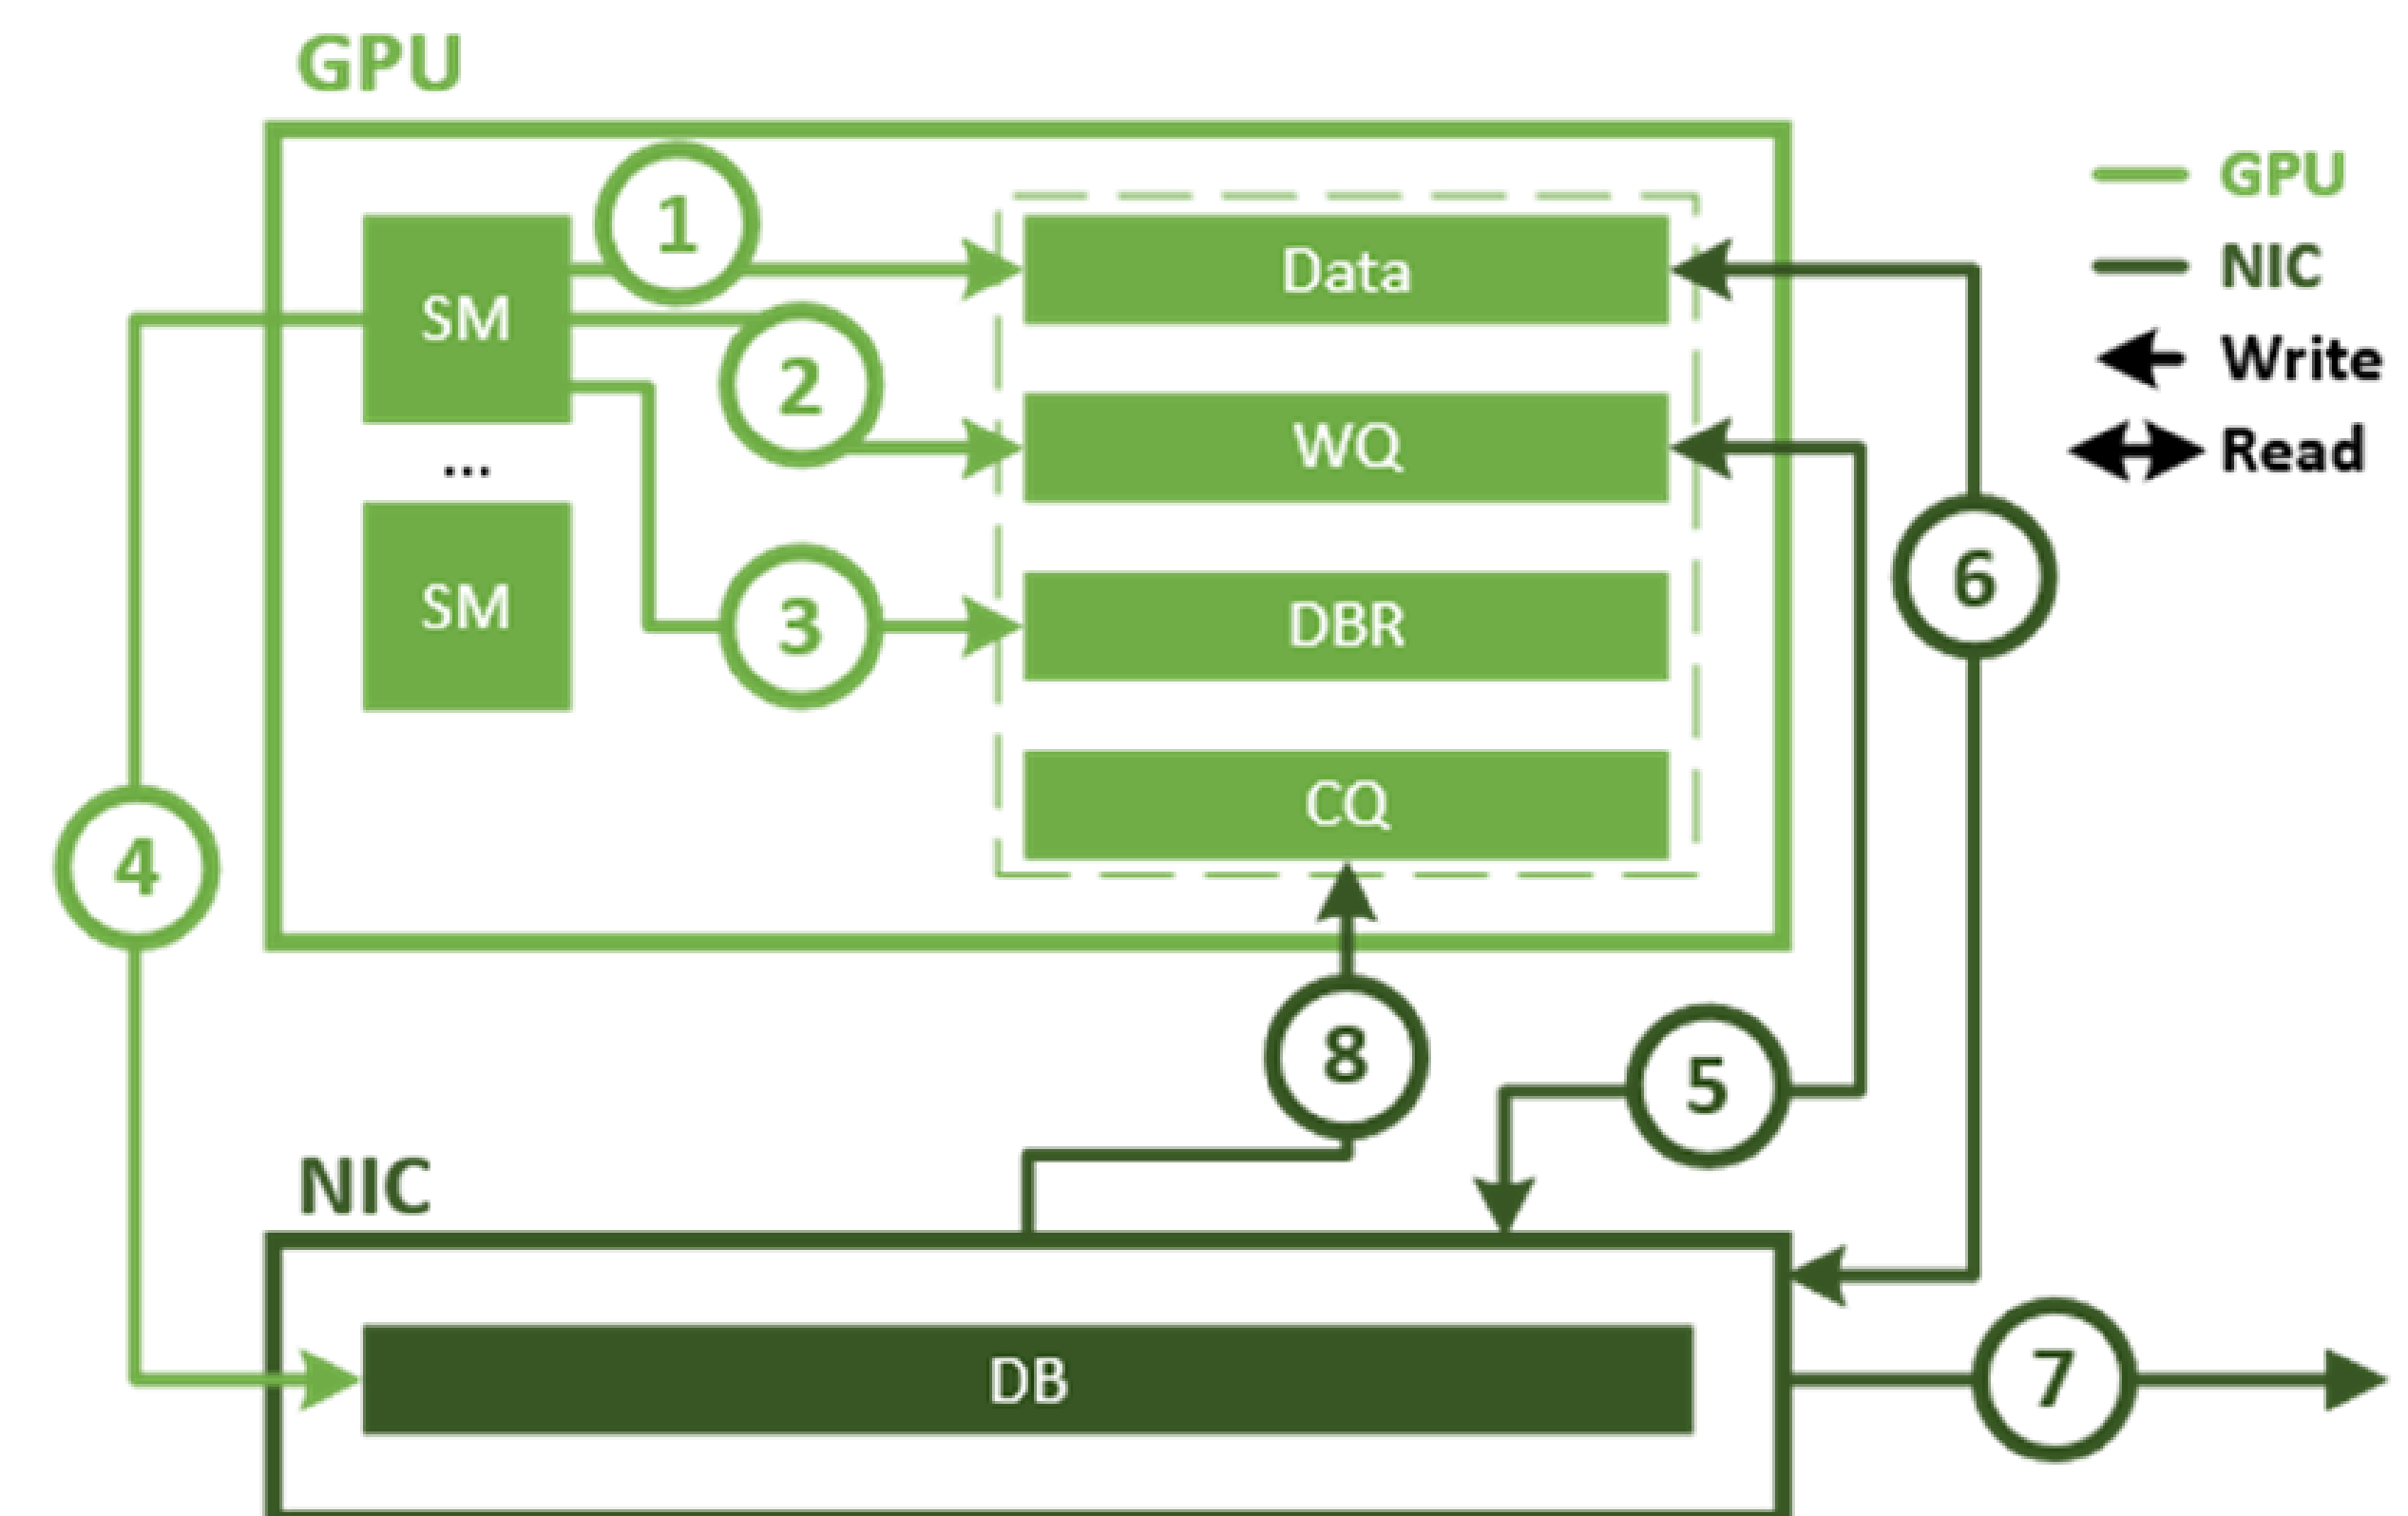 GPU
1
Data
GPU
NIC
SM
Write
2
WQ
Read
...
6
SM
DBR
3
CQ
4
8
5
NIC
DB
7